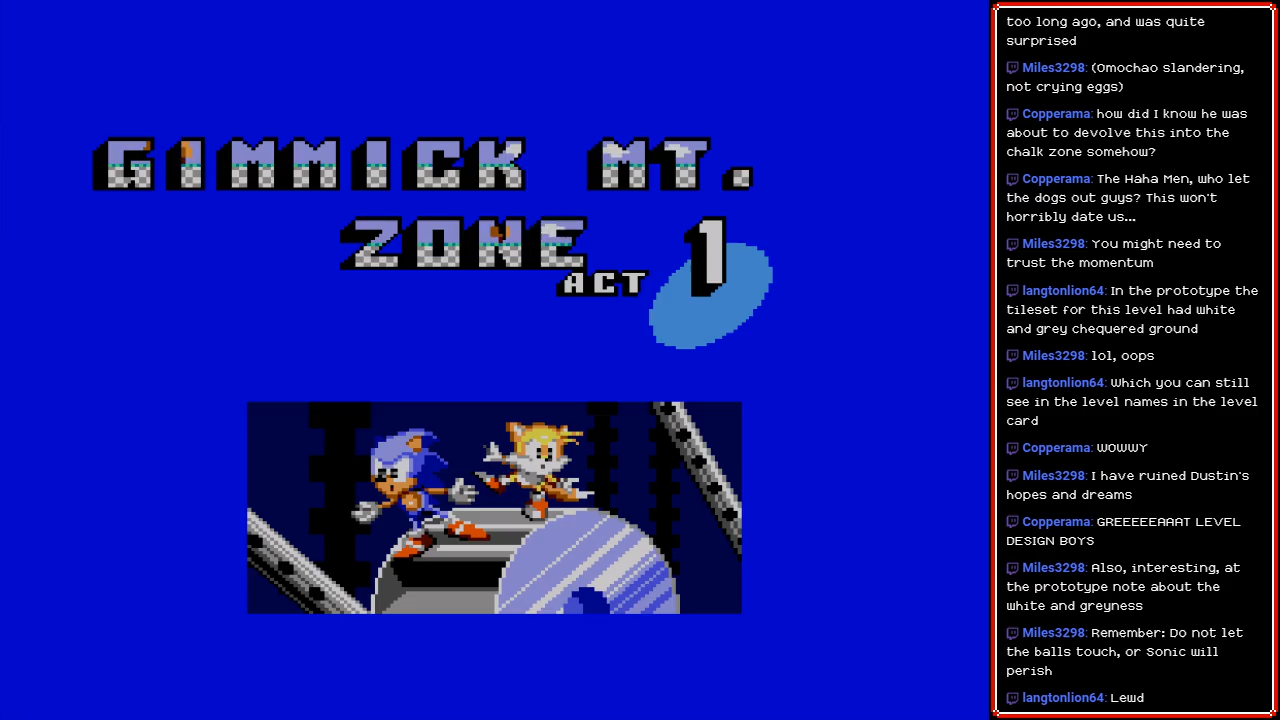 GIMMICK MT.
ZONE
ACT 1
too long ago, and was quite
surprised
Miles3298: (Omochao slandering,
not crying eggs)
Copperama: how did I know he was
about to devolve this into the
chalk zone somehow?
Copperama: The Haha Men, who let
the dogs out guys? This won't
horribly date us...
Miles3298: You might need to
trust the momentum
langtonlion64: In the prototype the
tileset for this level had white
and grey chequered ground
Miles3298: lol, oops
langtonlion64: Which you can still
see in the level names in the level
card
Copperama: WOWWY
Miles3298: I have ruined Dustin's
hopes and dreams
Copperama: GREEEEEAAAT LEVEL
DESIGN BOYS
Miles3298: Also, interesting, at
the prototype note about the
white and greyness
Miles3298: Remember: Do not let
the balls touch, or Sonic will
perish
langtonlion64: Lewd